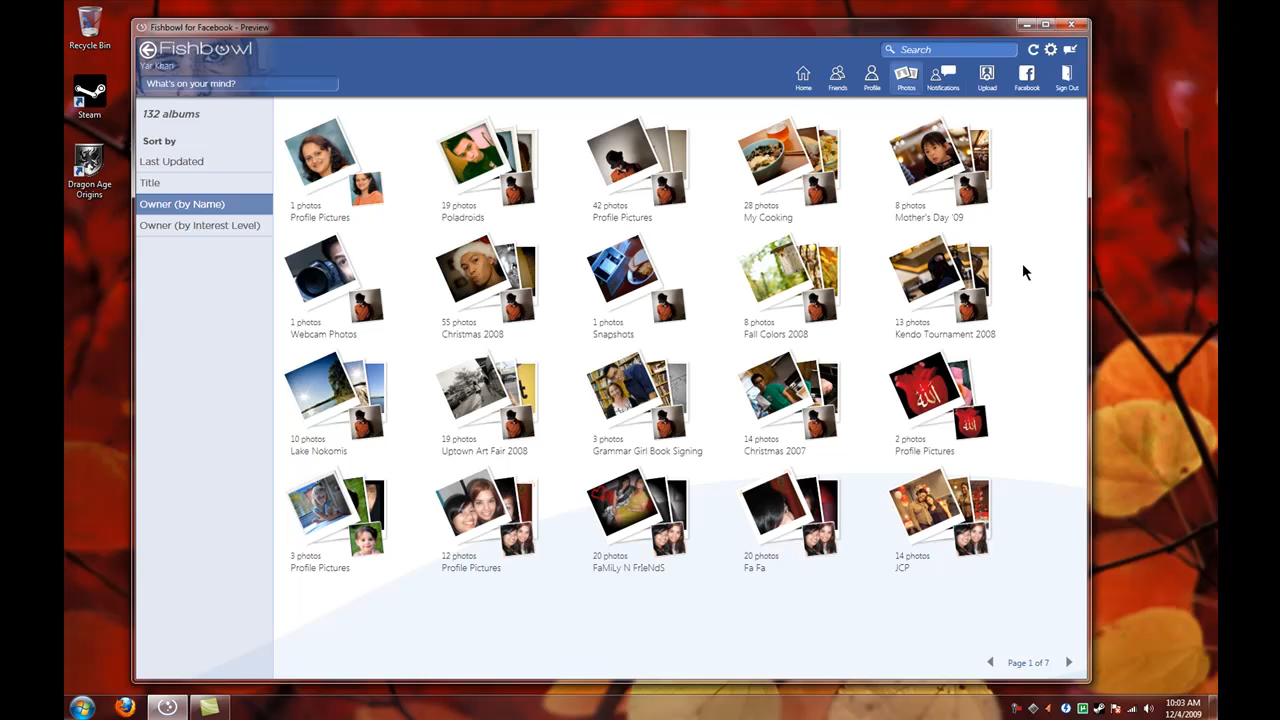 Recycle Bin
Steam
Dragon Age
Origins
Fishbowl for Facebook - Preview
Fishbowl
Yar Khan
What's on your mind?
Search
Home
Friends
Profile
Photos
Notifications
Upload
Facebook
Sign Out
132 albums
Sort by
Last Updated
Title
Owner (by Name)
Owner (by Interest Level)
1 photos
Profile Pictures
19 photos
Poladroids
42 photos
Profile Pictures
28 photos
My Cooking
8 photos
Mother's Day '09
1 photos
Webcam Photos
55 photos
Christmas 2008
1 photos
Snapshots
8 photos
Fall Colors 2008
13 photos
Kendo Tournament 2008
10 photos
Lake Nokomis
19 photos
Uptown Art Fair 2008
3 photos
Grammar Girl Book Signing
14 photos
Christmas 2007
الله
2 photos
Profile Pictures
3 photos
Profile Pictures
12 photos
Profile Pictures
20 photos
FaMiLy N FrIeNdS
20 photos
Fa Fa
14 photos
JCP
Page 1 of 7
10:03 AM
12/4/2009